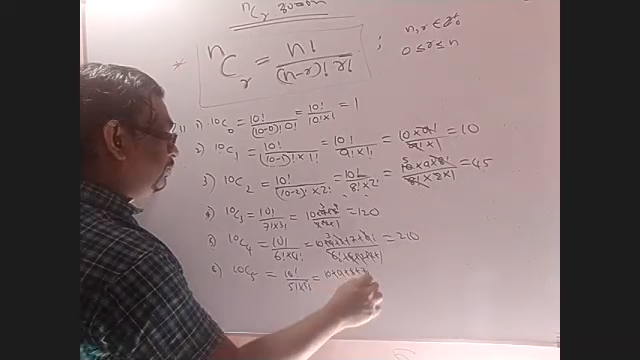 nCr
nCr = n! / (n-r)! r! ;
n, r ∈ Z⁺₀
0 ≤ r ≤ n
1) 10C0 = 10! / (10-0)! 0! = 10! / 10! × 1 = 1
2) 10C1 = 10! / (10-1)! × 1! = 10! / 9! × 1! = 10 × 9! / 9! × 1 = 10
3) 10C2 = 10! / (10-2)! × 2! = 10! / 8! 2! = 10 × 9 × 8! / 8! × 2 × 1 = 45
4) 10C3 = 10! / 7! × 3! = = 120
5) 10C4 = 10! / 6! × 4! = = 210
6) 10C5 = 10! / 5! × 5! =